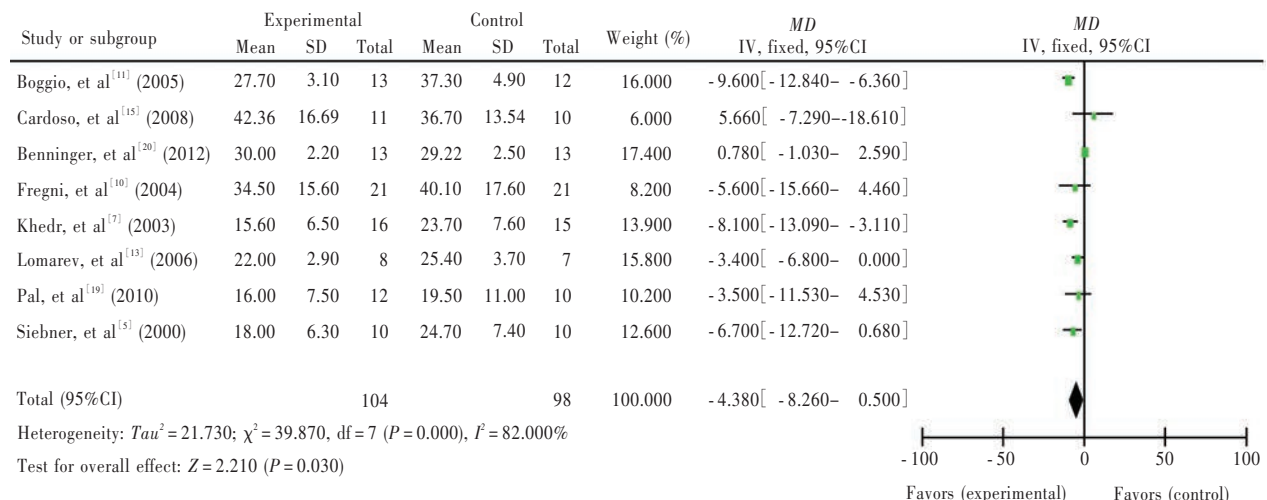 Experimental Control MD MD
Study or subgroup Mean SD Total Mean SD Total Weight (%) IV, fixed, 95%CI IV, fixed, 95%CI
Boggio, et al[11] (2005) 27.70 3.10 13 37.30 4.90 12 16.000 -9.600[ -12.840- -6.360]
Cardoso, et al[15] (2008) 42.36 16.69 11 36.70 13.54 10 6.000 5.660[ -7.290--18.610]
Benninger, et al[20] (2012) 30.00 2.20 13 29.22 2.50 13 17.400 0.780[ -1.030- 2.590]
Fregni, et al[10] (2004) 34.50 15.60 21 40.10 17.60 21 8.200 -5.600[ -15.660- 4.460]
Khedr, et al[7] (2003) 15.60 6.50 16 23.70 7.60 15 13.900 -8.100[ -13.090- -3.110]
Lomarev, et al[13] (2006) 22.00 2.90 8 25.40 3.70 7 15.800 -3.400[ -6.800- 0.000]
Pal, et al[19] (2010) 16.00 7.50 12 19.50 11.00 10 10.200 -3.500[ -11.530- 4.530]
Siebner, et al[5] (2000) 18.00 6.30 10 24.70 7.40 10 12.600 -6.700[ -12.720- 0.680]
Total (95%CI) 104 98 100.000 -4.380[ -8.260- 0.500]
Heterogeneity: Tau² = 21.730; χ² = 39.870, df = 7 (P = 0.000), I² = 82.000%
Test for overall effect: Z = 2.210 (P = 0.030)
-100 -50 0 50 100
Favors (experimental) Favors (control)